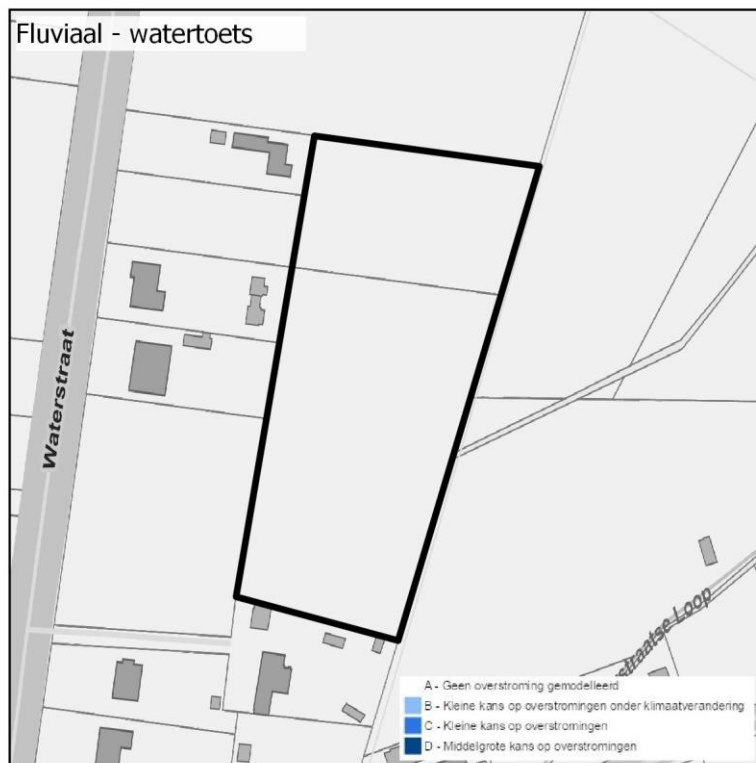 Fluviaal - watertoets
Waterstraat
straatse Loop
A - Geen overstroming gemodelleerd
B - Kleine kans op overstromingen onder klimaatverandering
C - Kleine kans op overstromingen
D - Middelgrote kans op overstromingen